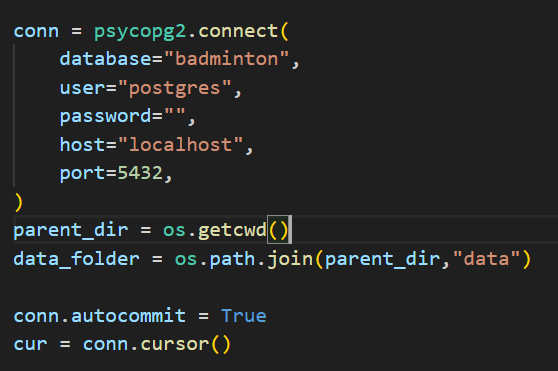 conn = psycopg2.connect(
    database="badminton",
    user="postgres",
    password="",
    host="localhost",
    port=5432,
)
parent_dir = os.getcwd()
data_folder = os.path.join(parent_dir,"data")
conn.autocommit = True
cur = conn.cursor()